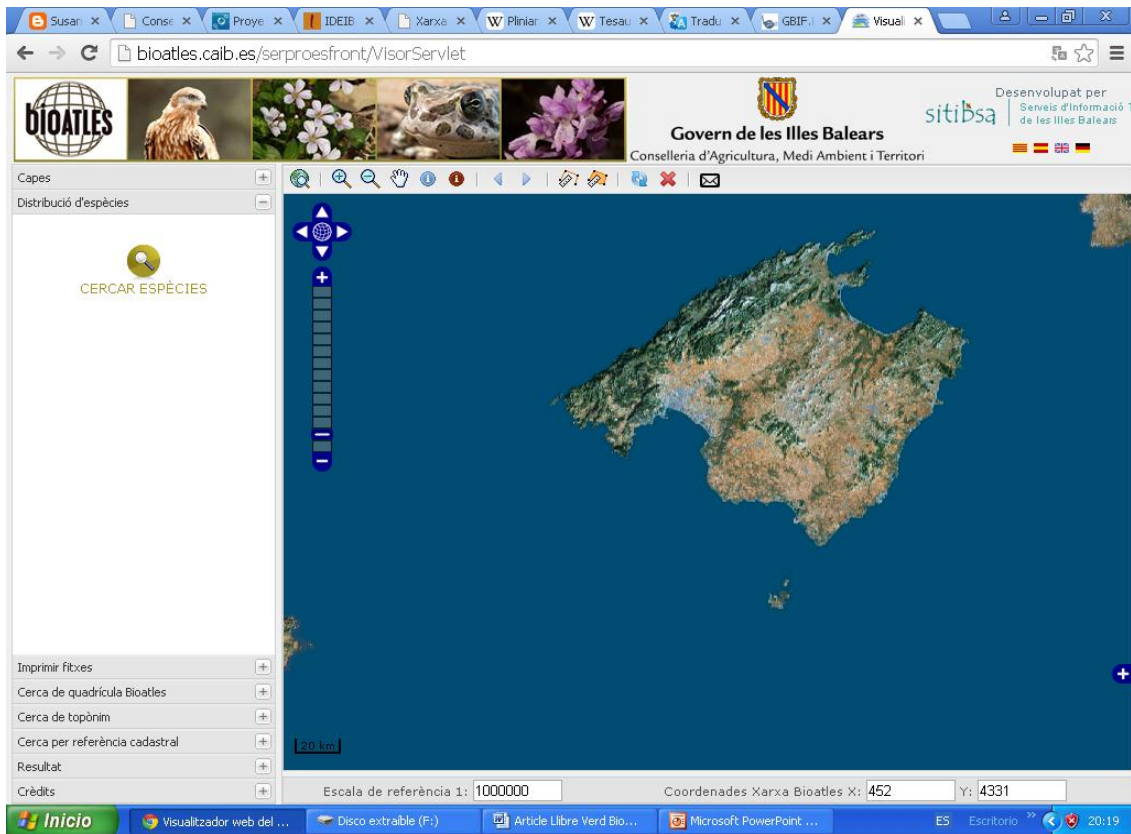 Susan
Conse
Proye
IDEIB
Xarxa
Plinian
Tesau
Tradu
GBIF.
Visuali
bioatles.caib.es/serproesfront/VisorServlet
bioATLES
Govern de les Illes Balears
Conselleria d'Agricultura, Medi Ambient i Territori
Desenvolupat per
sitibsa
Serveis d'Informació T
de les Illes Balears
Capes
Distribució d'espècies
CERCAR ESPÈCIES
Imprimir fitxes
Cerca de quadrícula Bioatles
Cerca de topònim
Cerca per referència cadastral
Resultat
Crèdits
20 km
Escala de referència 1: 1000000 Coordenades Xarxa Bioatles X: 452 Y: 4331
Inicio Visualitzador web del ... Disco extraíble (F:) Article Llibre Verd Bio... Microsoft PowerPoint ... ES Escritorio » 20:19